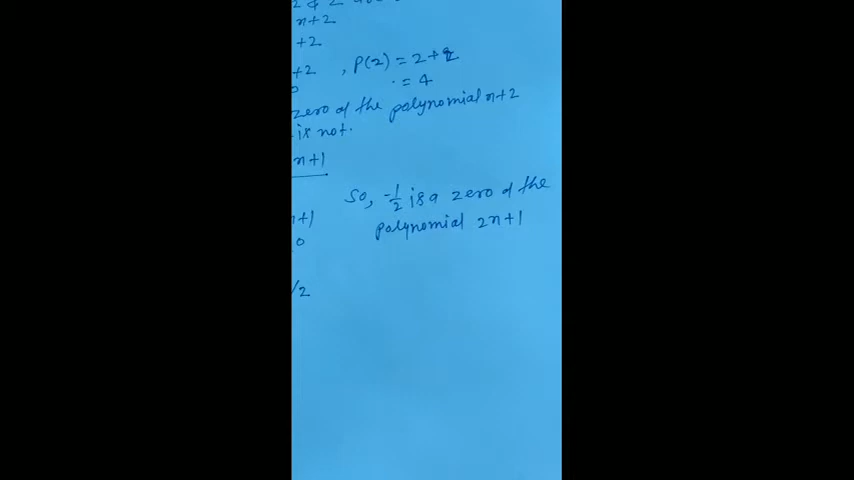 n+2
+2
+2 , P(2) = 2+2
= 4
zero of the polynomial n+2
is not.
n+1
So, -1/2 is a zero of the
n+1
polynomial 2n+1
0
/2